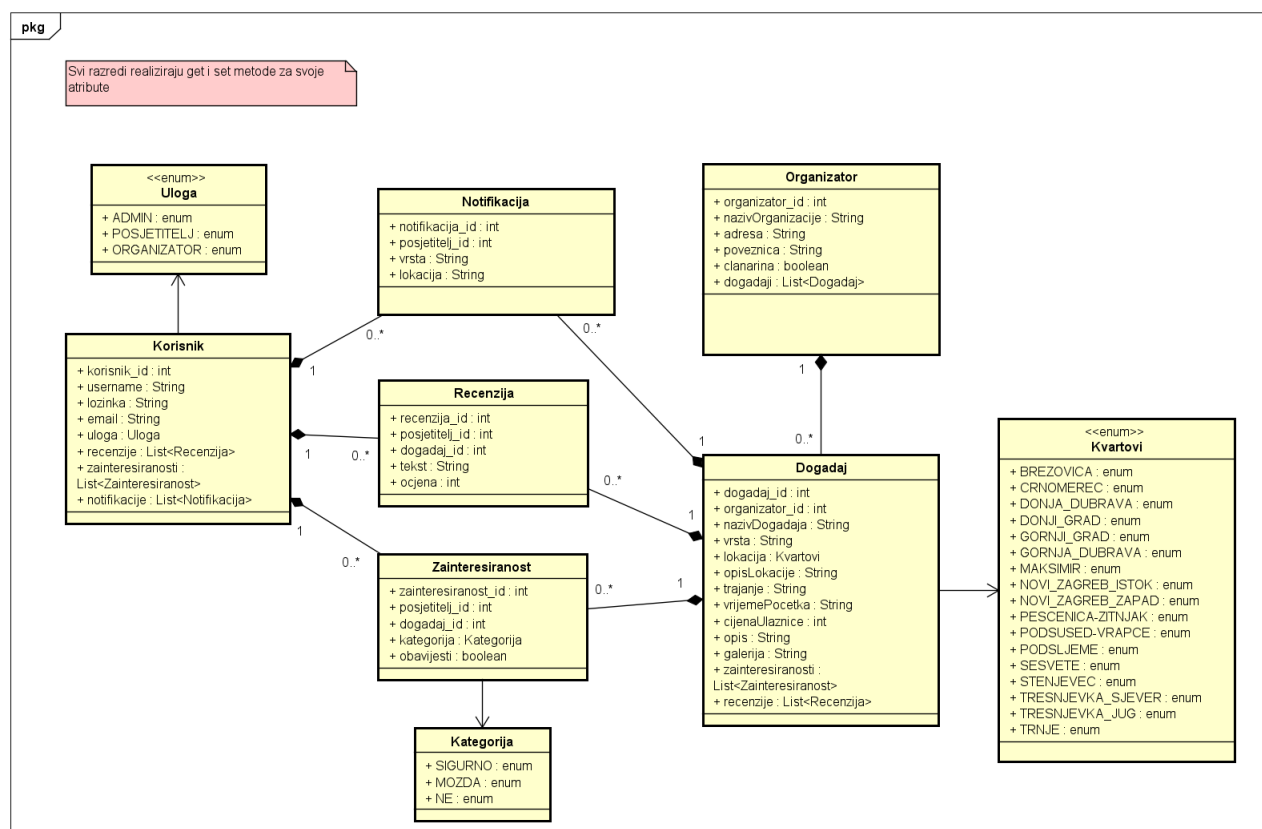 pkg
Svi razredi realiziraju get i set metode za svoje
atribute
<<enum>>
Uloga
+ ADMIN : enum
+ POSJETITELJ : enum
+ ORGANIZATOR : enum
Notifikacija
+ notifikacija_id : int
+ posjetitelj_id : int
+ vrsta : String
+ lokacija : String
Organizator
+ organizator_id : int
+ nazivOrganizacije : String
+ adresa : String
+ poveznica : String
+ clanarina : boolean
+ dogadaji : List<Dogadaj>
Korisnik
+ korisnik_id : int
+ username : String
+ lozinka : String
+ email : String
+ uloga : Uloga
+ recenzije : List<Recenzija>
+ zainteresiranosti :
List<Zainteresiranost>
+ notifikacije : List<Notifikacija>
0..*
1
0..*
1
0..*
1
Recenzija
+ recenzija_id : int
+ posjetitelj_id : int
+ dogadaj_id : int
+ tekst : String
+ ocjena : int
Zainteresiranost
+ zainteresiranost_id : int
+ posjetitelj_id : int
+ dogadaj_id : int
+ kategorija : Kategorija
+ obavijesti : boolean
Kategorija
+ SIGURNO : enum
+ MOZDA : enum
+ NE : enum
0..*
1
0..*
1
0..*
1
1
0..*
Dogadaj
+ dogadaj_id : int
+ organizator_id : int
+ nazivDogadaja : String
+ vrsta : String
+ lokacija : Kvartovi
+ opisLokacije : String
+ trajanje : String
+ vrijemePocetka : String
+ cijenaUlaznice : int
+ opis : String
+ galerija : String
+ zainteresiranosti :
List<Zainteresiranost>
+ recenzije : List<Recenzija>
<<enum>>
Kvartovi
+ BREZOVICA : enum
+ CRNOMEREC : enum
+ DONJA_DUBRAVA : enum
+ DONJI_GRAD : enum
+ GORNJI_GRAD : enum
+ GORNJA_DUBRAVA : enum
+ MAKSIMIR : enum
+ NOVI_ZAGREB_ISTOK : enum
+ NOVI_ZAGREB_ZAPAD : enum
+ PESCENICA-ZITNJAK : enum
+ PODSUSED-VRAPCE : enum
+ PODSLJEME : enum
+ SESVETE : enum
+ STENJEVEC : enum
+ TRESNJEVKA_SJEVER : enum
+ TRESNJEVKA_JUG : enum
+ TRNJE : enum